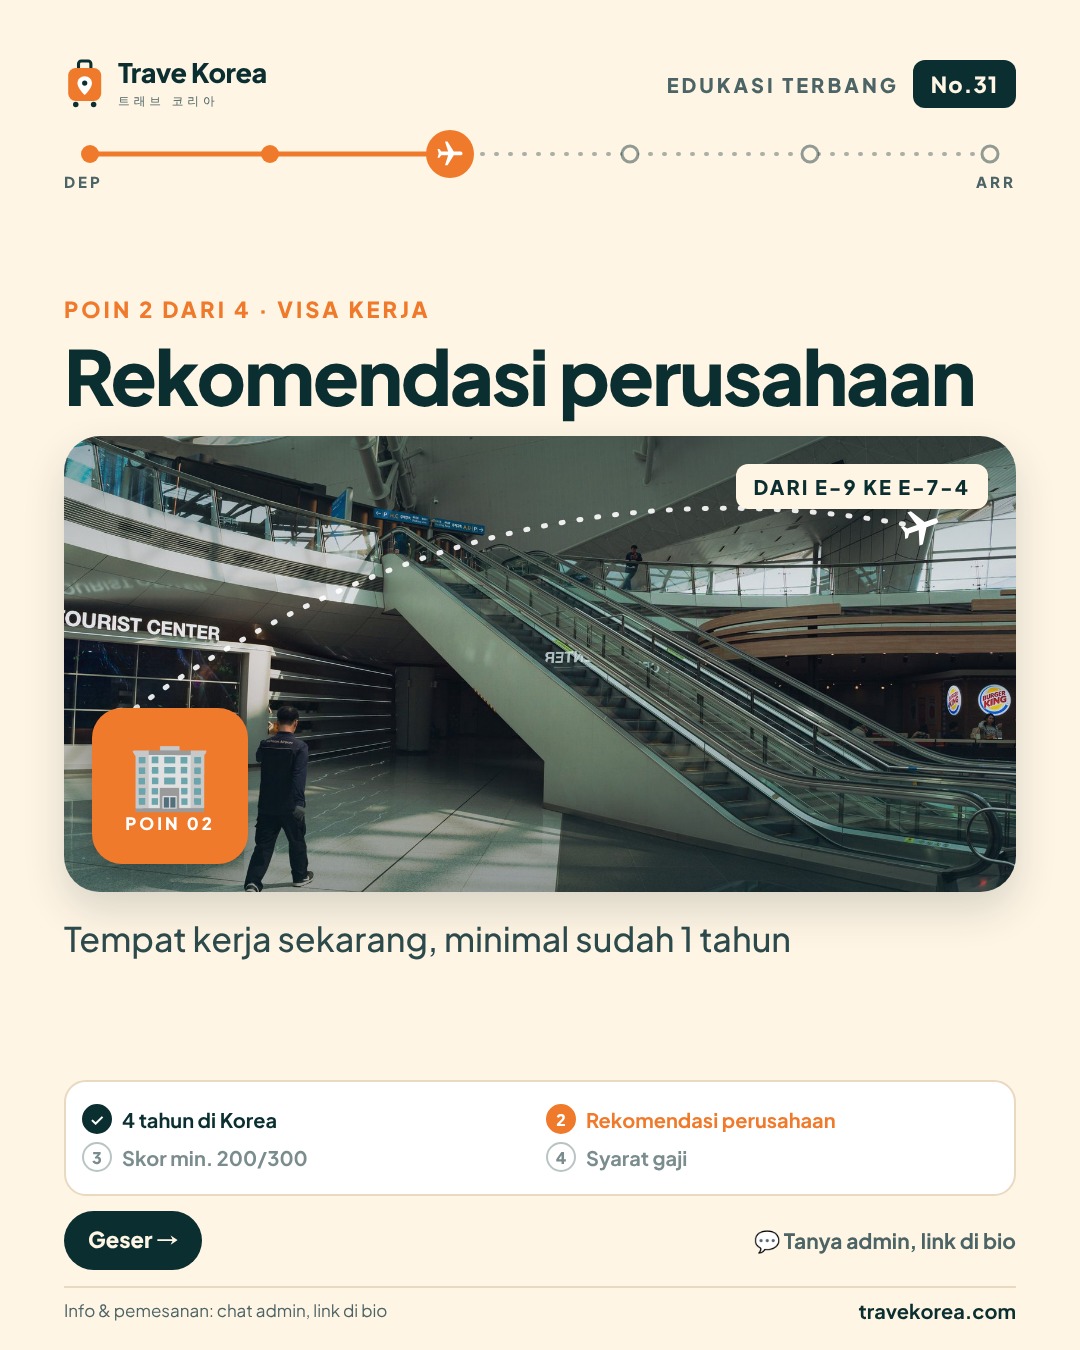 Trave Korea
트래브 코리아
EDUKASI TERBANG
No.31
DEP
ARR
POIN 2 DARI 4 · VISA KERJA
Rekomendasi perusahaan
DARI E-9 KE E-7-4
OURIST CENTER
BURGER KING
POIN 02
Tempat kerja sekarang, minimal sudah 1 tahun
4 tahun di Korea
2 Rekomendasi perusahaan
3 Skor min. 200/300
4 Syarat gaji
Geser →
💬 Tanya admin, link di bio
Info & pemesanan: chat admin, link di bio
travekorea.com